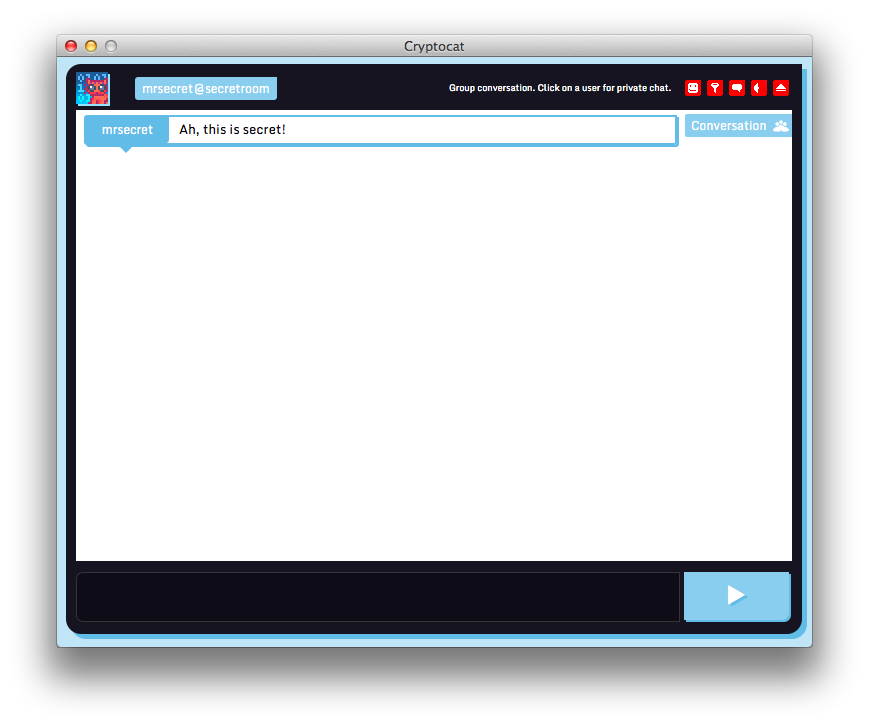 Cryptocat
mrsecret@secretroom
Group conversation. Click on a user for private chat.
mrsecret
Ah, this is secret!
Conversation